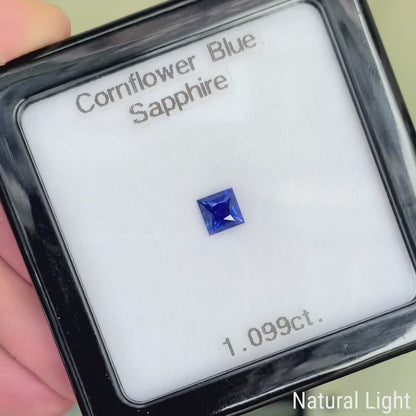 Cornflower Blue
Sapphire
1.099ct.
Natural Light